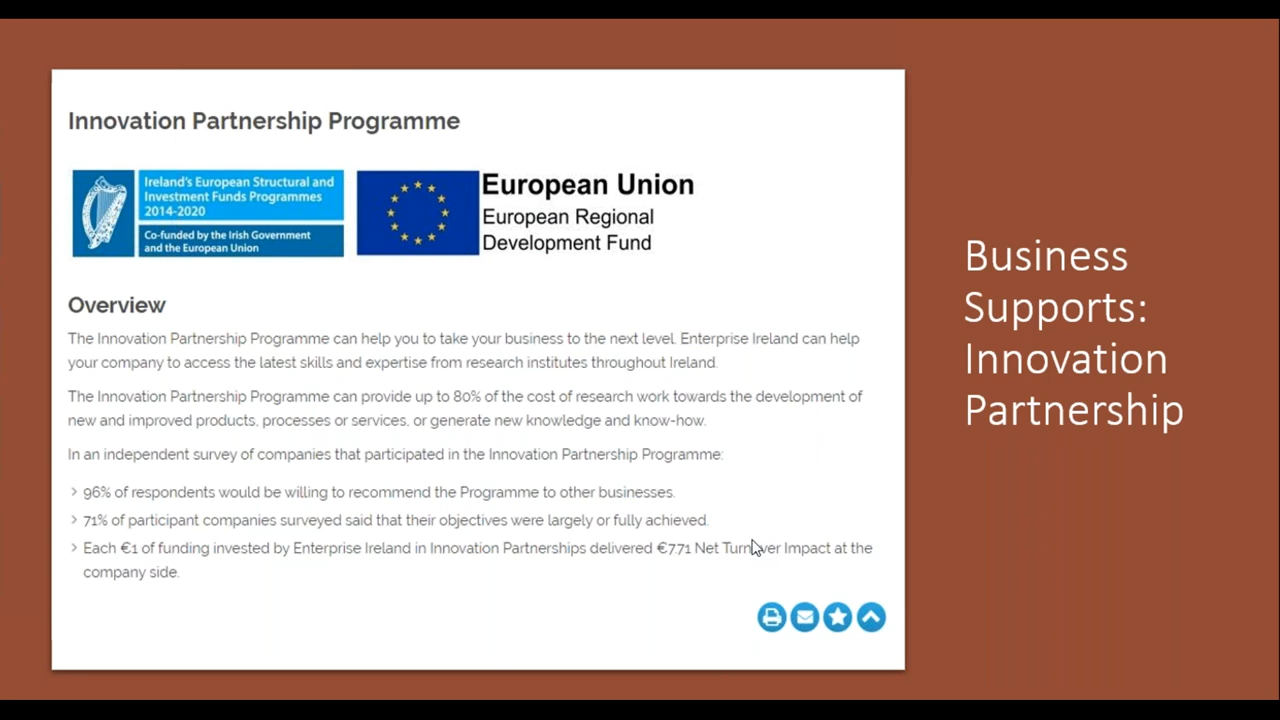 Innovation Partnership Programme
Ireland's European Structural and
Investment Funds Programmes
2014-2020
Co-funded by the Irish Government
and the European Union
European Union
European Regional
Development Fund
Overview
The Innovation Partnership Programme can help you to take your business to the next level. Enterprise Ireland can help
your company to access the latest skills and expertise from research institutes throughout Ireland.
The Innovation Partnership Programme can provide up to 80% of the cost of research work towards the development of
new and improved products, processes or services, or generate new knowledge and know-how.
In an independent survey of companies that participated in the Innovation Partnership Programme:
96% of respondents would be willing to recommend the Programme to other businesses.
71% of participant companies surveyed said that their objectives were largely or fully achieved.
Each €1 of funding invested by Enterprise Ireland in Innovation Partnerships delivered €7.71 Net Turnover Impact at the
company side.
Business
Supports:
Innovation
Partnership